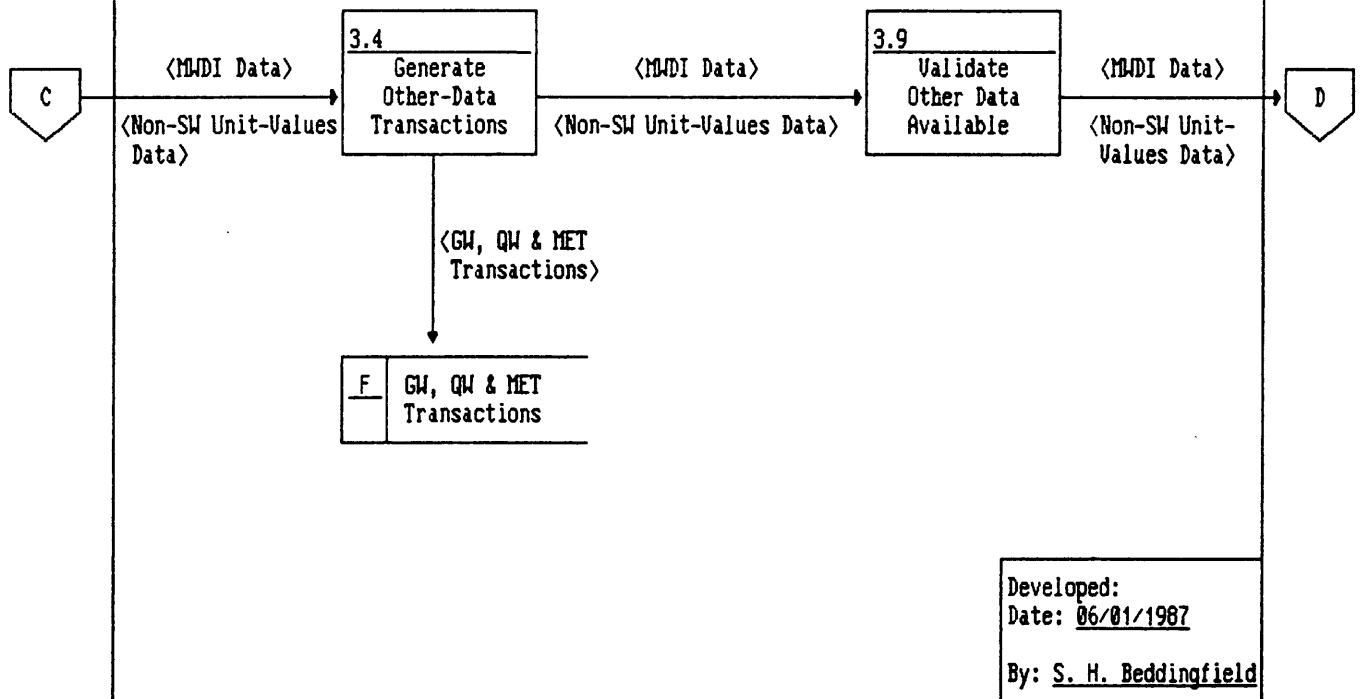 C
〈MWDI Data〉
〈Non-SW Unit-Values
Data〉
3.4
Generate
Other-Data
Transactions
〈MWDI Data〉
〈Non-SW Unit-Values Data〉
3.9
Validate
Other Data
Available
〈MWDI Data〉
〈Non-SW Unit-
Values Data〉
D
〈GW, QW & MET
Transactions〉
F
GW, QW & MET
Transactions
Developed:
Date: 06/01/1987
By: S. H. Beddingfield